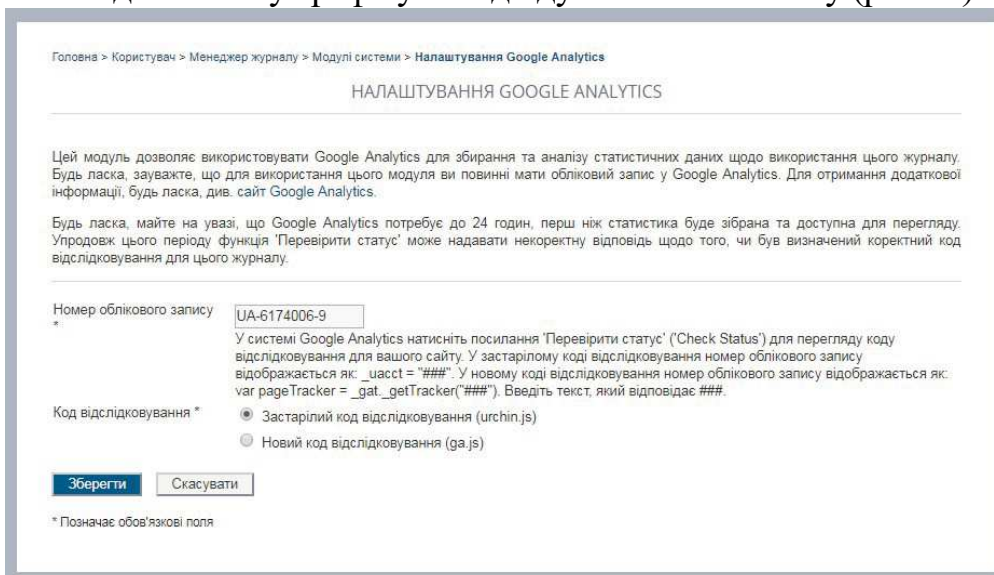 Головна > Користувач > Менеджер журналу > Модулі системи > Налаштування Google Analytics
НАЛАШТУВАННЯ GOOGLE ANALYTICS
Цей модуль дозволяє використовувати Google Analytics для збирання та аналізу статистичних даних щодо використання цього журналу.
Будь ласка, зауважте, що для використання цього модуля ви повинні мати обліковий запис у Google Analytics. Для отримання додаткової
інформації, будь ласка, див. сайт Google Analytics.
Будь ласка, майте на увазі, що Google Analytics потребує до 24 годин, перш ніж статистика буде зібрана та доступна для перегляду.
Упродовж цього періоду функція 'Перевірити статус' може надавати некоректну відповідь щодо того, чи був визначений коректний код
відслідковування для цього журналу.
Номер облікового запису
*
UA-6174006-9
У системі Google Analytics натисніть посилання 'Перевірити статус' ('Check Status') для перегляду коду
відслідковування для вашого сайту. У застарілому коді відслідковування номер облікового запису
відображається як: _uacct = "###". У новому коді відслідковування номер облікового запису відображається як:
var pageTracker = _gat._getTracker("###"). Введіть текст, який відповідає ###.
Код відслідковування *
Застарілий код відслідковування (urchin.js)
Новий код відслідковування (ga.js)
Зберегти Скасувати
* Позначає обов'язкові поля